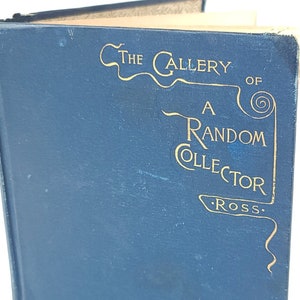 THE GALLERY
OF
A
RANDOM
COLLECTOR
·ROSS·